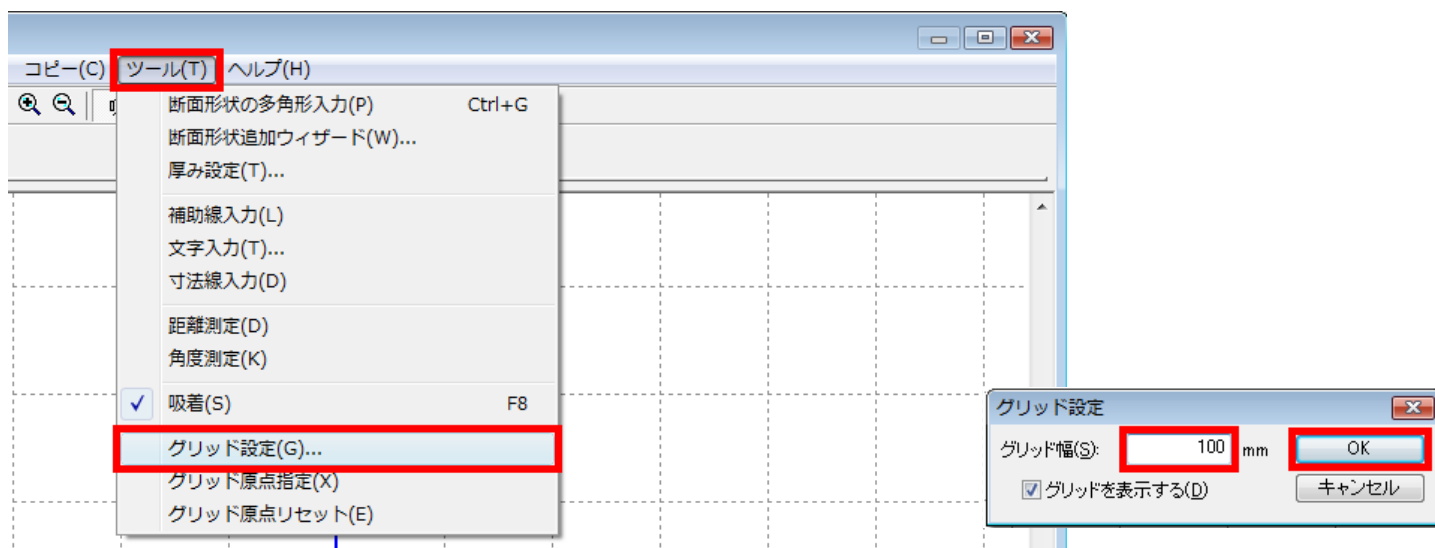 コピー(C) ツール(T) ヘルプ(H)
断面形状の多角形入力(P) Ctrl+G
断面形状追加ウィザード(W)...
厚み設定(T)...
補助線入力(L)
文字入力(T)...
寸法線入力(D)
距離測定(D)
角度測定(K)
吸着(S) F8
グリッド設定(G)...
グリッド原点指定(X)
グリッド原点リセット(E)
グリッド設定
グリッド幅(S): 100 mm OK
グリッドを表示する(D) キャンセル